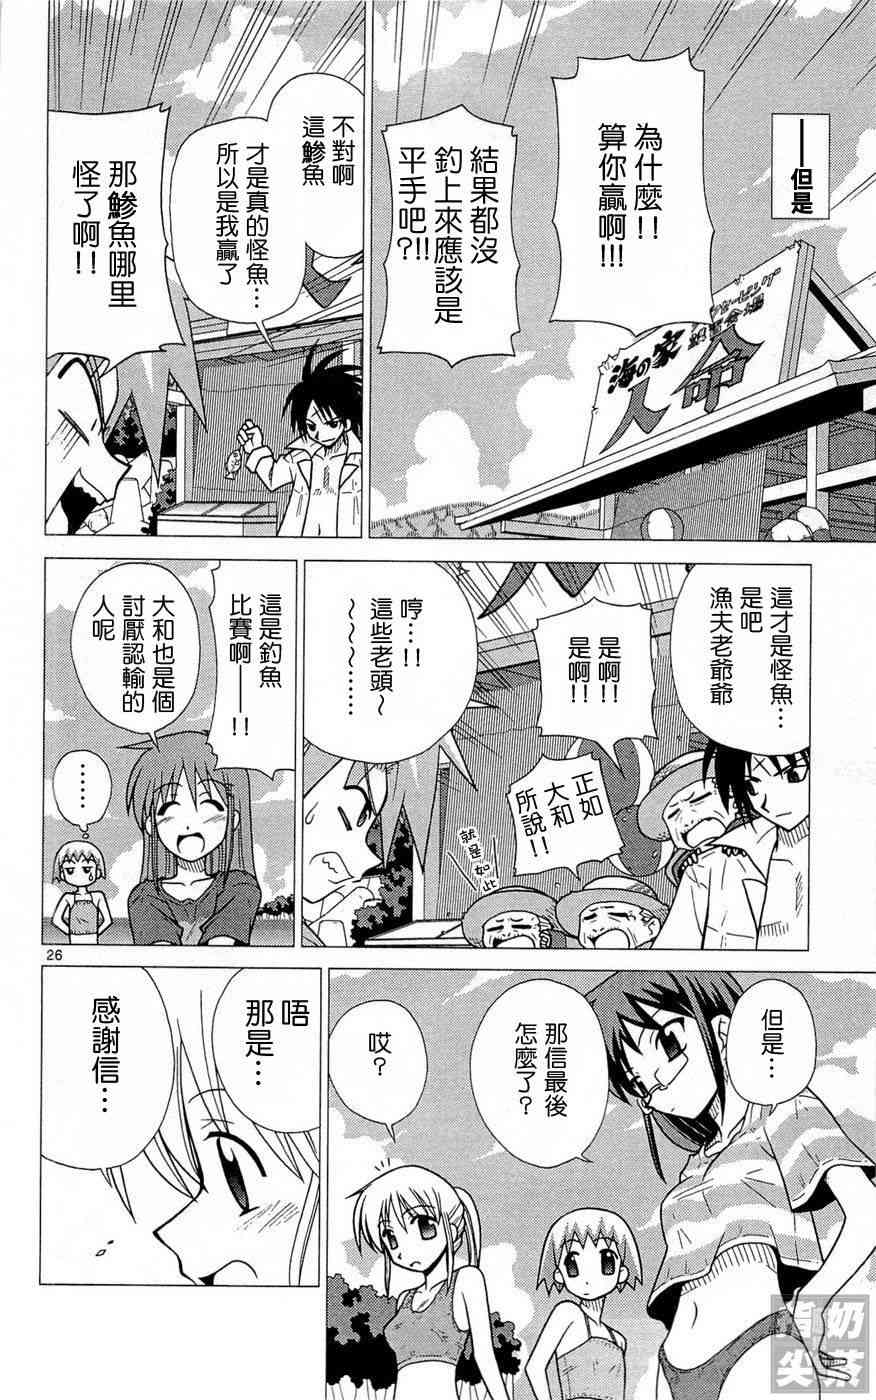 ──但是
為什麼!!
算你贏啊!!!
結果都沒
釣上來應該是
平手吧?!!
海の家
人命
不對啊
這鰺魚
才是真的怪魚…
所以是我贏了
那鰺魚哪里
怪了啊!!
這才是怪魚…
是吧
漁夫老爺爺
是啊!!
是啊!!
正如
大和
所說!!
就是如此
哼…!!
這些老頭~
~~~……
這是釣魚
比賽啊──!!
大和也是個
討厭認輸的
人呢
……
26
但是…
那信最後
怎麼了?
哎?
唔
那是…
感謝信…
指奶
尖茶